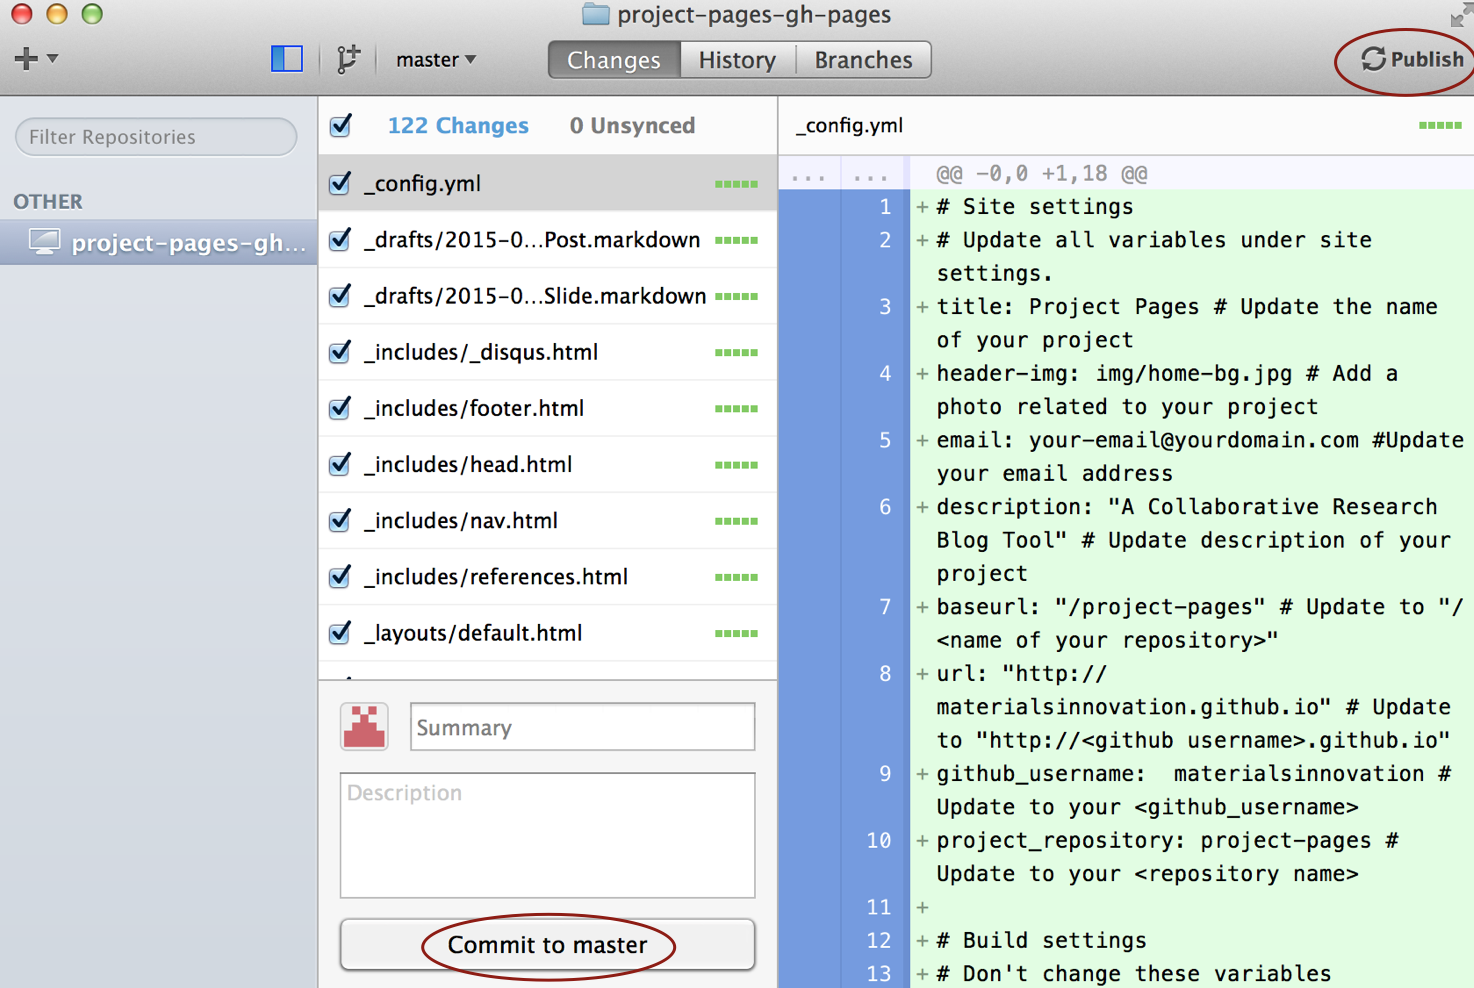 project-pages-gh-pages
master
Changes
History
Branches
Publish
Filter Repositories
OTHER
project-pages-gh...
122 Changes
0 Unsynced
_config.yml
_drafts/2015-0...Post.markdown
_drafts/2015-0...Slide.markdown
_includes/_disqus.html
_includes/footer.html
_includes/head.html
_includes/nav.html
_includes/references.html
_layouts/default.html
Summary
Description
Commit to master
_config.yml
... ... @@ -0,0 +1,18 @@
1 +# Site settings
2 +# Update all variables under site
settings.
3 +title: Project Pages # Update the name
of your project
4 +header-img: img/home-bg.jpg # Add a
photo related to your project
5 +email: your-email@yourdomain.com #Update
your email address
6 +description: "A Collaborative Research
Blog Tool" # Update description of your
project
7 +baseurl: "/project-pages" # Update to "/
<name of your repository>"
8 +url: "http://
materialsinnovation.github.io" # Update
to "http://<github username>.github.io"
9 +github_username:  materialsinnovation #
Update to your <github_username>
10 +project_repository: project-pages #
Update to your <repository name>
11 +
12 +# Build settings
13 +# Don't change these variables